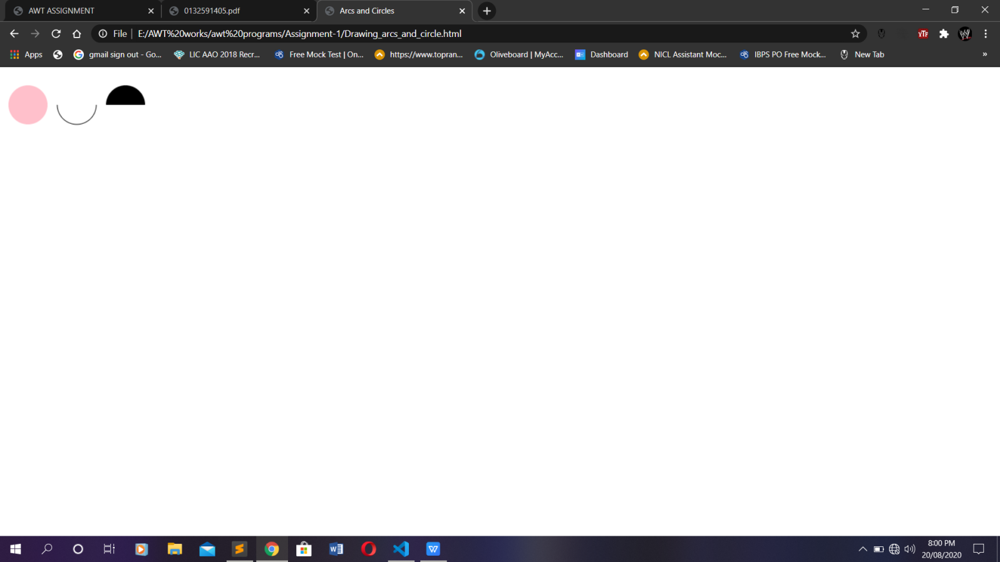 AWT ASSIGNMENT
0132591405.pdf
Arcs and Circles
File
E:/AWT%20works/awt%20programs/Assignment-1/Drawing_arcs_and_circle.html
YTF
Apps
gmail sign out - Go...
LIC AAO 2018 Recr...
Free Mock Test | On...
https://www.topran...
Oliveboard | MyAcc...
Dashboard
NICL Assistant Moc...
IBPS PO Free Mock...
New Tab
»
8:00 PM
20/08/2020